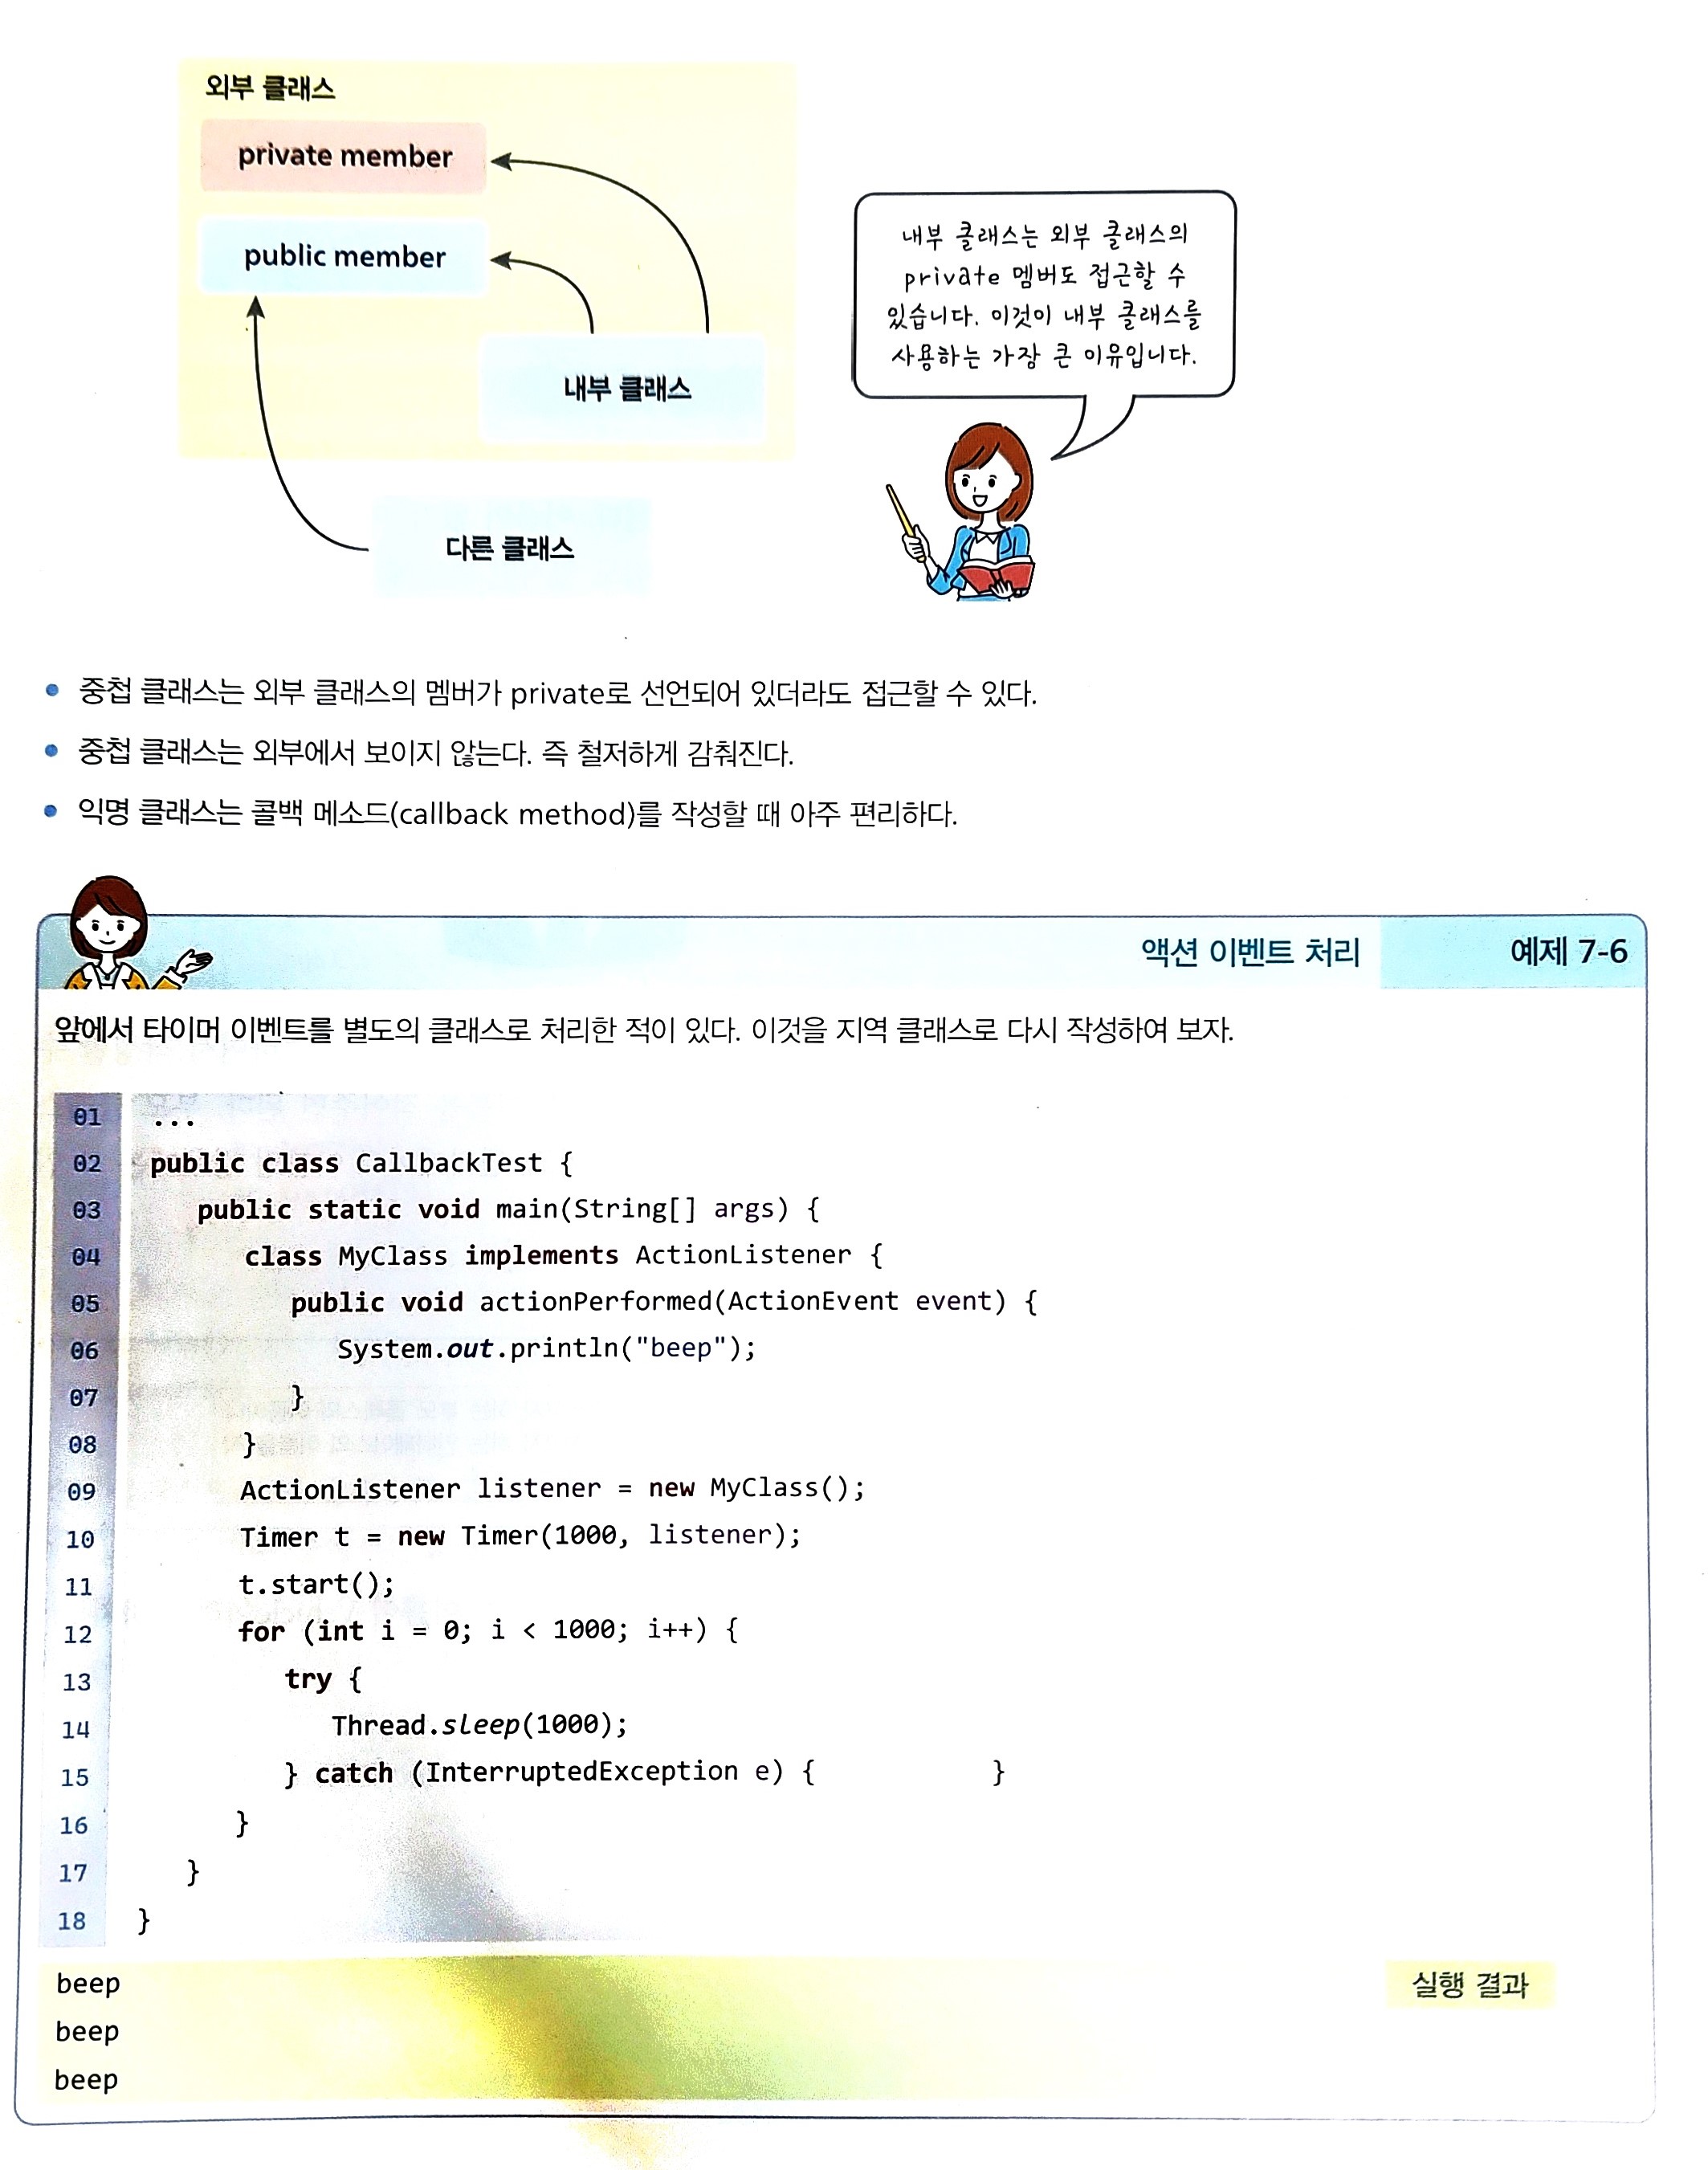 외부 클래스
private member
public member
내부 클래스
다른 클래스
내부 클래스는 외부 클래스의
private 멤버도 접근할 수
있습니다. 이것이 내부 클래스를
사용하는 가장 큰 이유입니다.
• 중첩 클래스는 외부 클래스의 멤버가 private로 선언되어 있더라도 접근할 수 있다.
• 중첩 클래스는 외부에서 보이지 않는다. 즉 철저하게 감춰진다.
• 익명 클래스는 콜백 메소드(callback method)를 작성할 때 아주 편리하다.
액션 이벤트 처리 예제 7-6
앞에서 타이머 이벤트를 별도의 클래스로 처리한 적이 있다. 이것을 지역 클래스로 다시 작성하여 보자.
01 ...
02 public class CallbackTest {
03 public static void main(String[] args) {
04 class MyClass implements ActionListener {
05 public void actionPerformed(ActionEvent event) {
06 System.out.println("beep");
07 }
08 }
09 ActionListener listener = new MyClass();
10 Timer t = new Timer(1000, listener);
11 t.start();
12 for (int i = 0; i < 1000; i++) {
13 try {
14 Thread.sleep(1000);
15 } catch (InterruptedException e) { }
16 }
17 }
18 }
beep 실행 결과
beep
beep